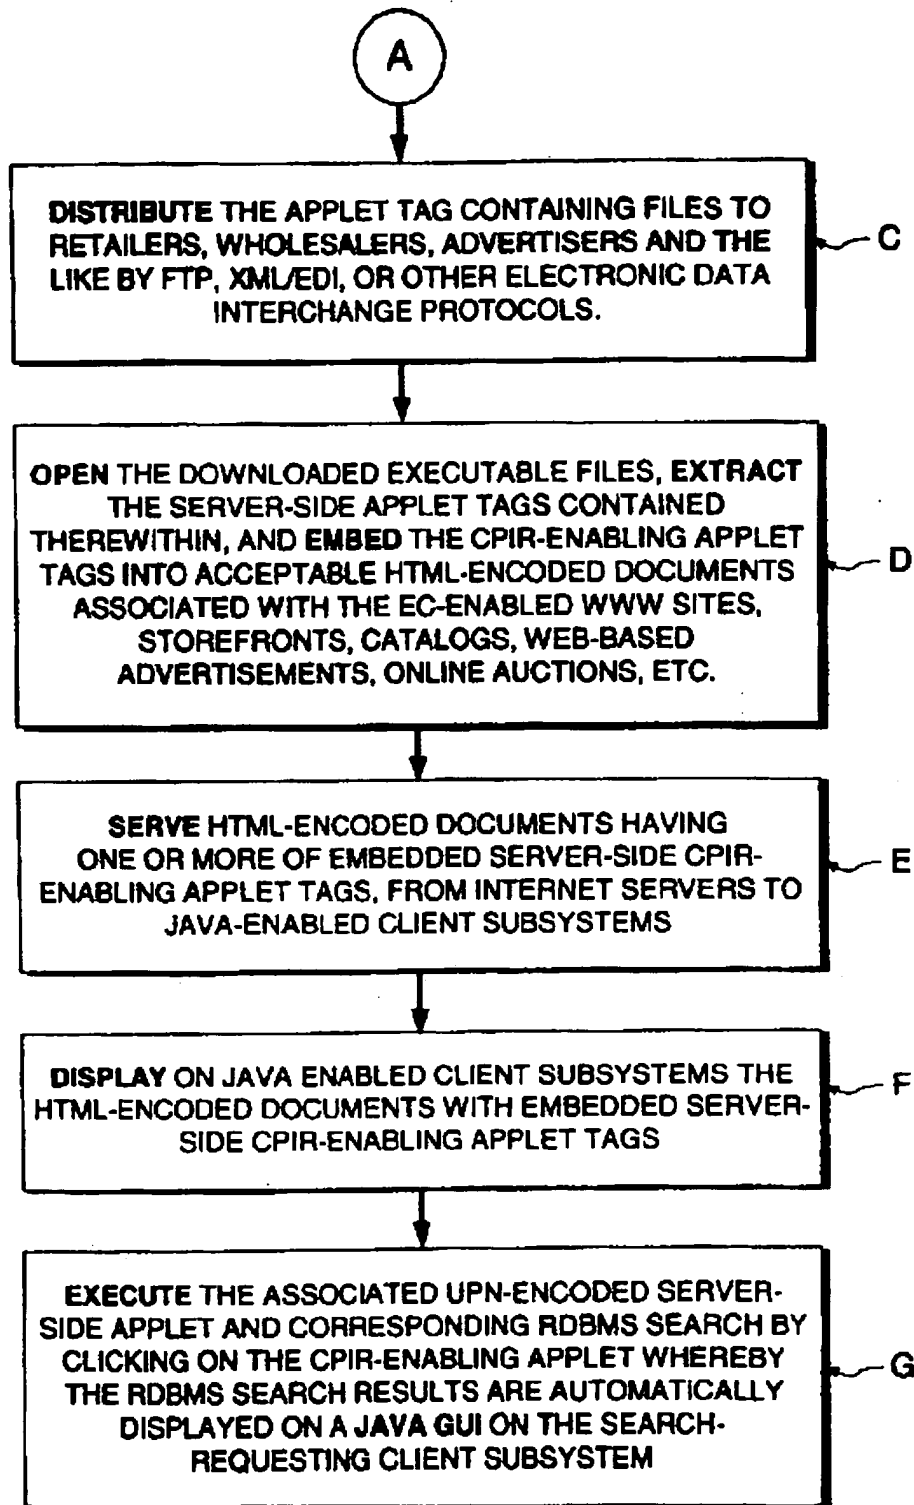 A
DISTRIBUTE THE APPLET TAG CONTAINING FILES TO
RETAILERS, WHOLESALERS, ADVERTISERS AND THE
LIKE BY FTP, XML/EDI, OR OTHER ELECTRONIC DATA
INTERCHANGE PROTOCOLS.
C
OPEN THE DOWNLOADED EXECUTABLE FILES, EXTRACT
THE SERVER-SIDE APPLET TAGS CONTAINED
THEREWITHIN, AND EMBED THE CPIR-ENABLING APPLET
TAGS INTO ACCEPTABLE HTML-ENCODED DOCUMENTS
ASSOCIATED WITH THE EC-ENABLED WWW SITES,
STOREFRONTS, CATALOGS, WEB-BASED
ADVERTISEMENTS, ONLINE AUCTIONS, ETC.
D
SERVE HTML-ENCODED DOCUMENTS HAVING
ONE OR MORE OF EMBEDDED SERVER-SIDE CPIR-
ENABLING APPLET TAGS, FROM INTERNET SERVERS TO
JAVA-ENABLED CLIENT SUBSYSTEMS
E
DISPLAY ON JAVA ENABLED CLIENT SUBSYSTEMS THE
HTML-ENCODED DOCUMENTS WITH EMBEDDED SERVER-
SIDE CPIR-ENABLING APPLET TAGS
F
EXECUTE THE ASSOCIATED UPN-ENCODED SERVER-
SIDE APPLET AND CORRESPONDING RDBMS SEARCH BY
CLICKING ON THE CPIR-ENABLING APPLET WHEREBY
THE RDBMS SEARCH RESULTS ARE AUTOMATICALLY
DISPLAYED ON A JAVA GUI ON THE SEARCH-
REQUESTING CLIENT SUBSYSTEM
G